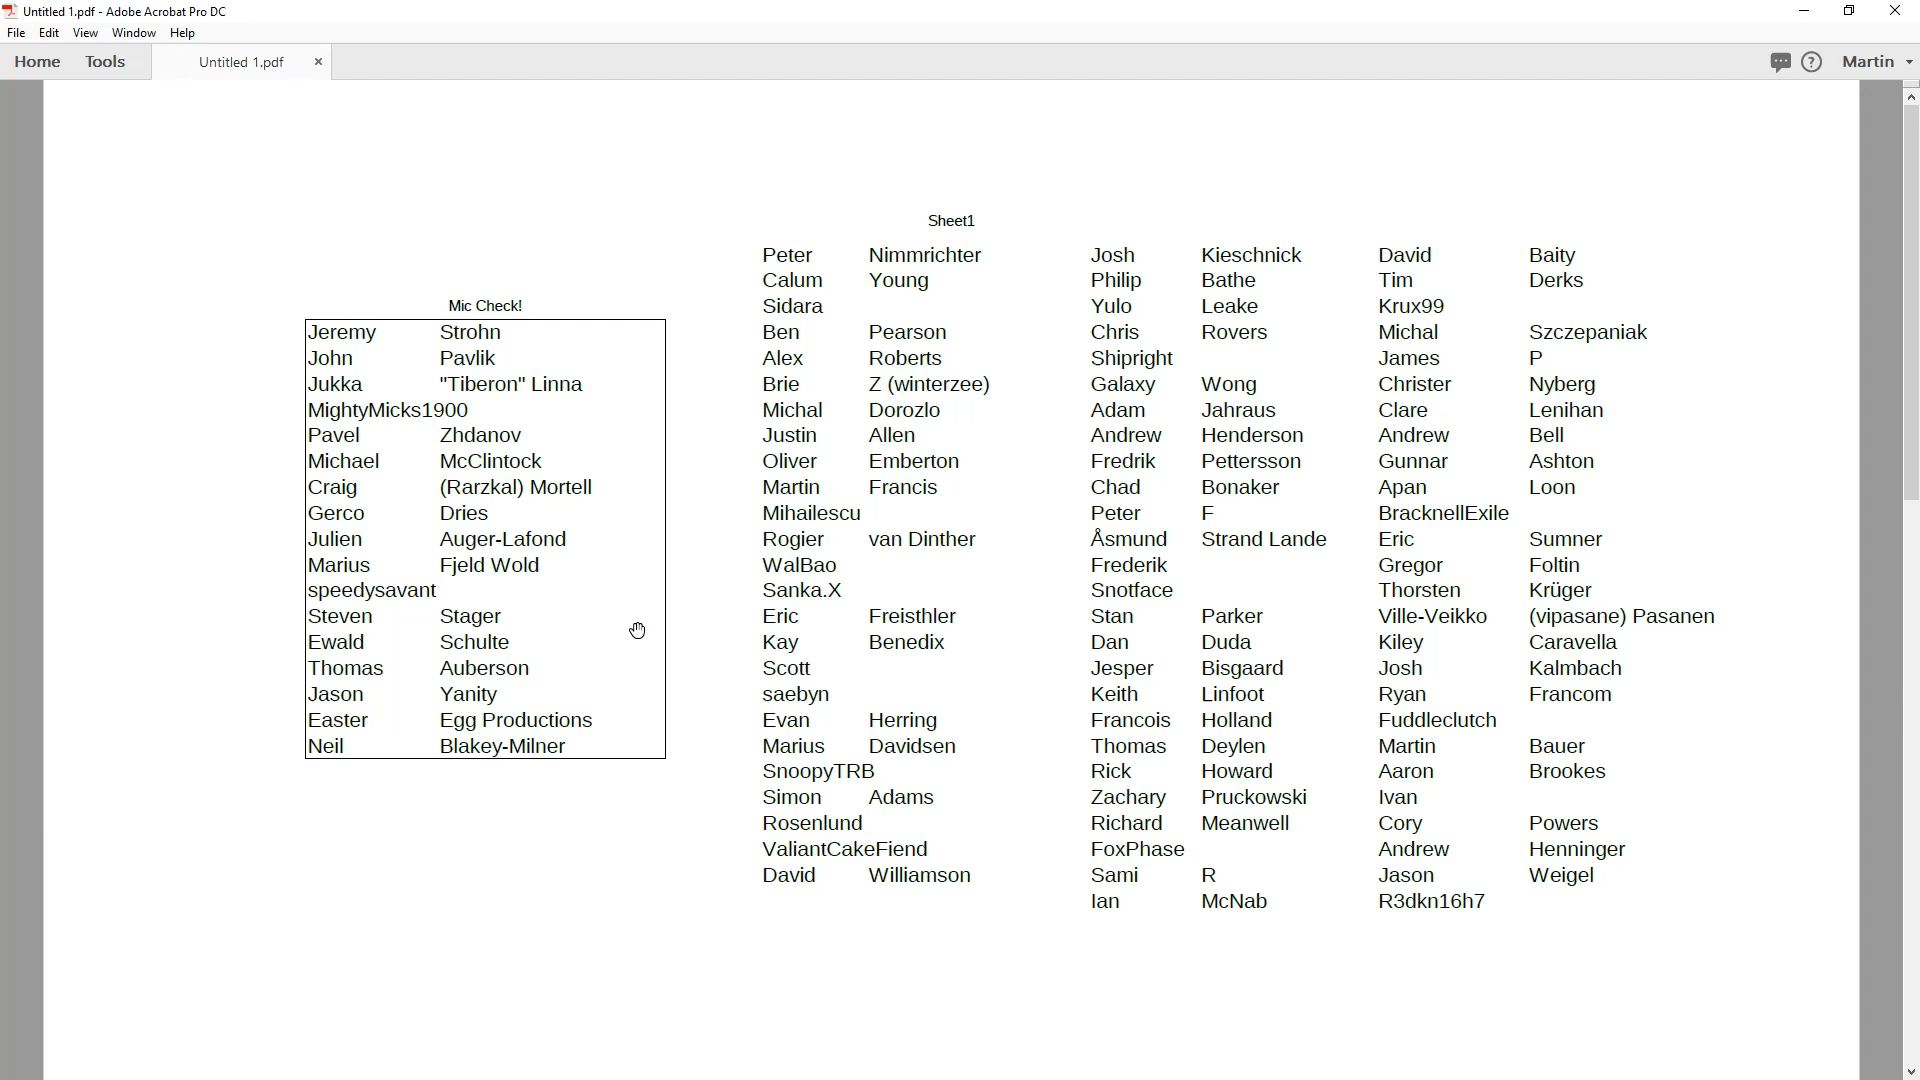 Untitled 1.pdf - Adobe Acrobat Pro DC
File Edit View Window Help
Home Tools Untitled 1.pdf × Martin
Sheet1
Mic Check!
Jeremy Strohn
John Pavlik
Jukka "Tiberon" Linna
MightyMicks1900
Pavel Zhdanov
Michael McClintock
Craig (Rarzkal) Mortell
Gerco Dries
Julien Auger-Lafond
Marius Fjeld Wold
speedysavant
Steven Stager
Ewald Schulte
Thomas Auberson
Jason Yanity
Easter Egg Productions
Neil Blakey-Milner
Peter Nimmrichter
Calum Young
Sidara
Ben Pearson
Alex Roberts
Brie Z (winterzee)
Michal Dorozlo
Justin Allen
Oliver Emberton
Martin Francis
Mihailescu
Rogier van Dinther
WalBao
Sanka.X
Eric Freisthler
Kay Benedix
Scott
saebyn
Evan Herring
Marius Davidsen
SnoopyTRB
Simon Adams
Rosenlund
ValiantCakeFiend
David Williamson
Josh Kieschnick
Philip Bathe
Yulo Leake
Chris Rovers
Shipright
Galaxy Wong
Adam Jahraus
Andrew Henderson
Fredrik Pettersson
Chad Bonaker
Peter F
Åsmund Strand Lande
Frederik
Snotface
Stan Parker
Dan Duda
Jesper Bisgaard
Keith Linfoot
Francois Holland
Thomas Deylen
Rick Howard
Zachary Pruckowski
Richard Meanwell
FoxPhase
Sami R
Ian McNab
David Baity
Tim Derks
Krux99
Michal Szczepaniak
James P
Christer Nyberg
Clare Lenihan
Andrew Bell
Gunnar Ashton
Apan Loon
BracknellExile
Eric Sumner
Gregor Foltin
Thorsten Krüger
Ville-Veikko (vipasane) Pasanen
Kiley Caravella
Josh Kalmbach
Ryan Francom
Fuddleclutch
Martin Bauer
Aaron Brookes
Ivan
Cory Powers
Andrew Henninger
Jason Weigel
R3dkn16h7